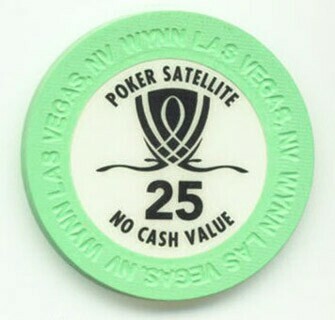 POKER SATELLITE
25
NO CASH VALUE
WYNN LAS VEGAS, NV WYNN LAS VEGAS, NV WYNN LAS VEGAS, NV